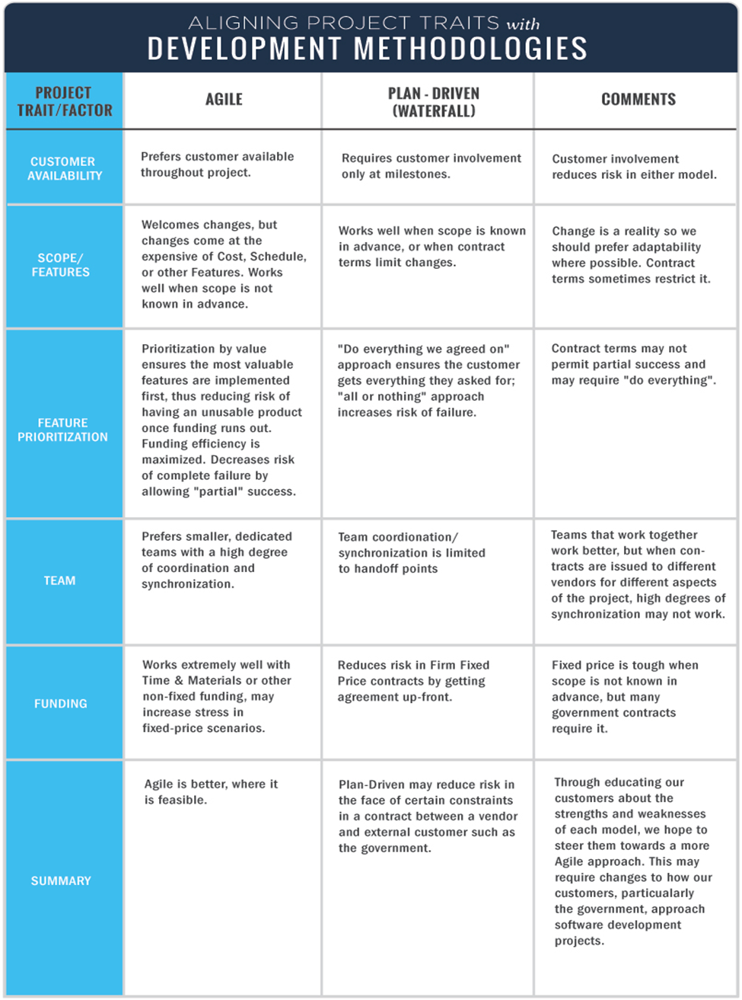 ALIGNING PROJECT TRAITS with
DEVELOPMENT METHODOLOGIES
PROJECT
TRAIT/FACTOR
AGILE
PLAN - DRIVEN
(WATERFALL)
COMMENTS
CUSTOMER
AVAILABILITY
Prefers customer available
throughout project.
Requires customer involvement
only at milestones.
Customer involvement
reduces risk in either model.
SCOPE/
FEATURES
Welcomes changes, but
changes come at the
expensive of Cost, Schedule,
or other Features. Works
well when scope is not
known in advance.
Works well when scope is known
in advance, or when contract
terms limit changes.
Change is a reality so we
should prefer adaptability
where possible. Contract
terms sometimes restrict it.
FEATURE
PRIORITIZATION
Prioritization by value
ensures the most valuable
features are implemented
first, thus reducing risk of
having an unusable product
once funding runs out.
Funding efficiency is
maximized. Decreases risk
of complete failure by
allowing "partial" success.
"Do everything we agreed on"
approach ensures the customer
gets everything they asked for;
"all or nothing" approach
increases risk of failure.
Contract terms may not
permit partial success and
may require "do everything".
TEAM
Prefers smaller, dedicated
teams with a high degree
of coordination and
synchronization.
Team coordionation/
synchronization is limited
to handoff points
Teams that work together
work better, but when con-
tracts are issued to different
vendors for different aspects
of the project, high degrees of
synchronization may not work.
FUNDING
Works extremely well with
Time & Materials or other
non-fixed funding, may
increase stress in
fixed-price scenarios.
Reduces risk in Firm Fixed
Price contracts by getting
agreement up-front.
Fixed price is tough when
scope is not known in
advance, but many
government contracts
require it.
SUMMARY
Agile is better, where it
is feasible.
Plan-Driven may reduce risk in
the face of certain constraints
in a contract between a vendor
and external customer such as
the government.
Through educating our
customers about the
strengths and weaknesses
of each model, we hope to
steer them towards a more
Agile approach. This may
require changes to how our
customers, particualarly
the government, approach
software development
projects.